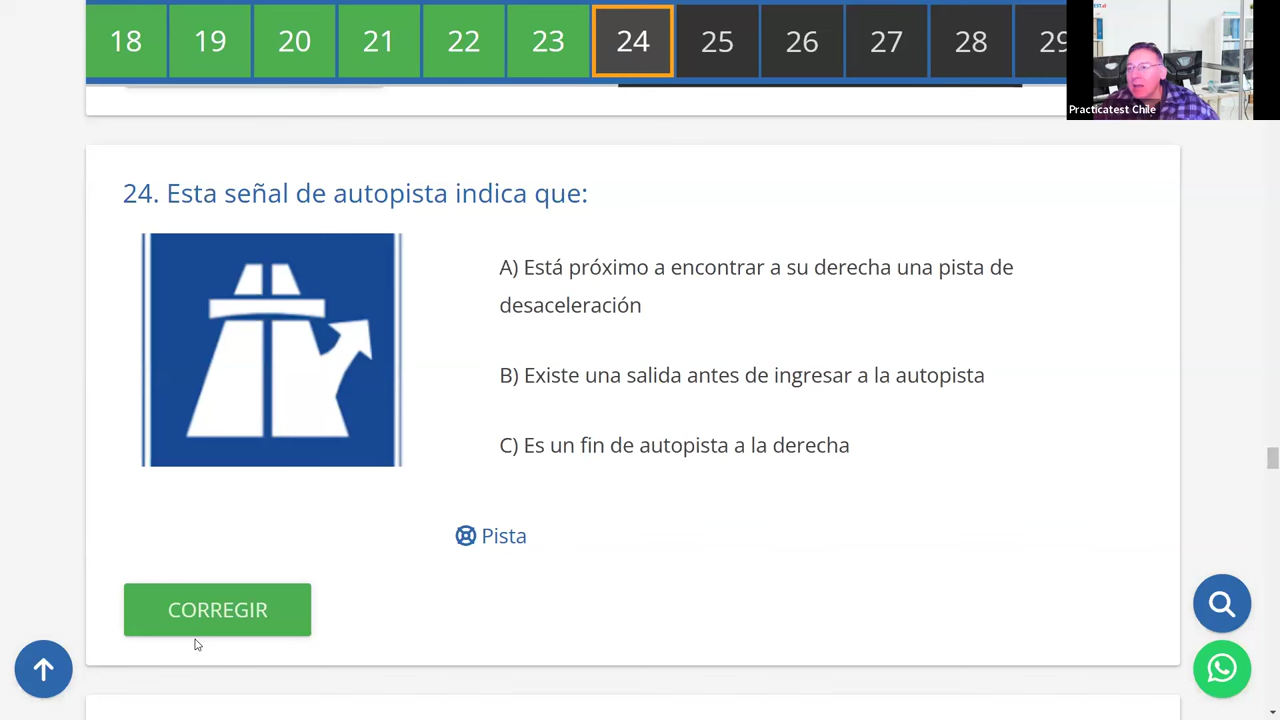 18 19 20 21 22 23 24 25 26 27 28 29
Practicatest Chile
24. Esta señal de autopista indica que:
A) Está próximo a encontrar a su derecha una pista de
desaceleración
B) Existe una salida antes de ingresar a la autopista
C) Es un fin de autopista a la derecha
Pista
CORREGIR